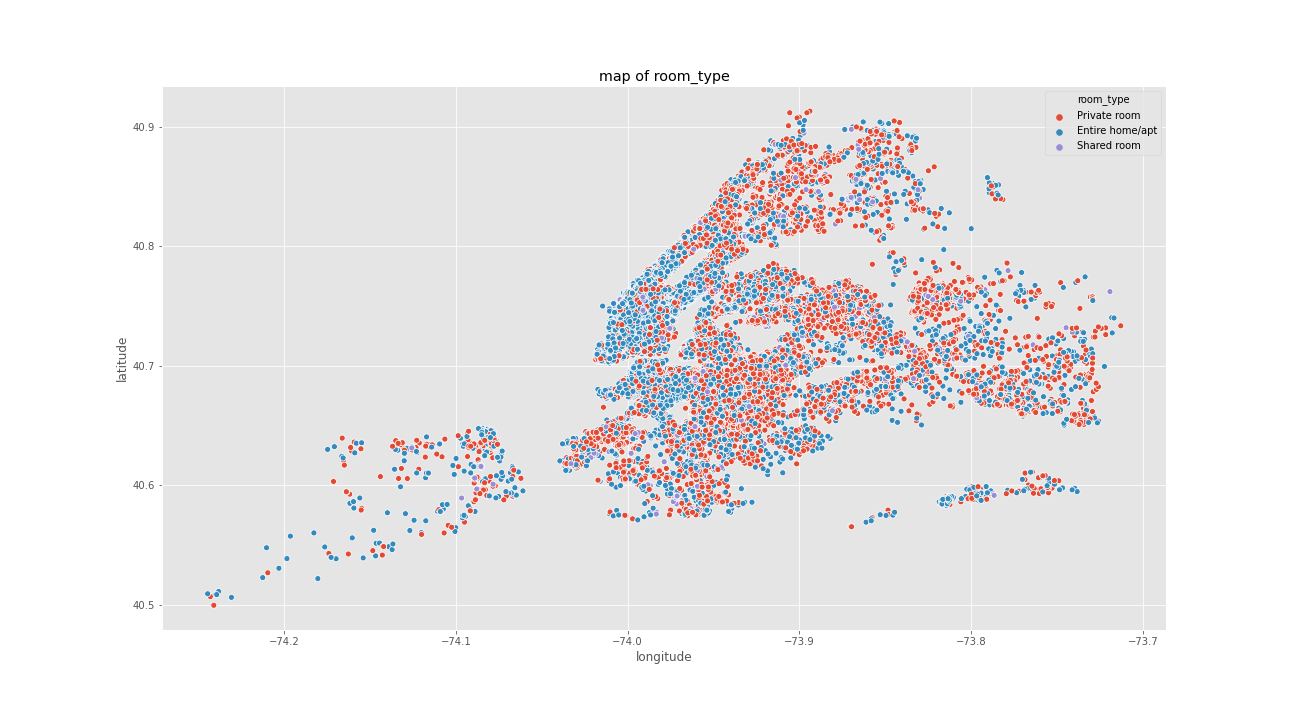 map of room_type
room_type
Private room
Entire home/apt
Shared room
40.9
40.8
40.7
40.6
40.5
latitude
−74.2
−74.1
−74.0
−73.9
−73.8
−73.7
longitude